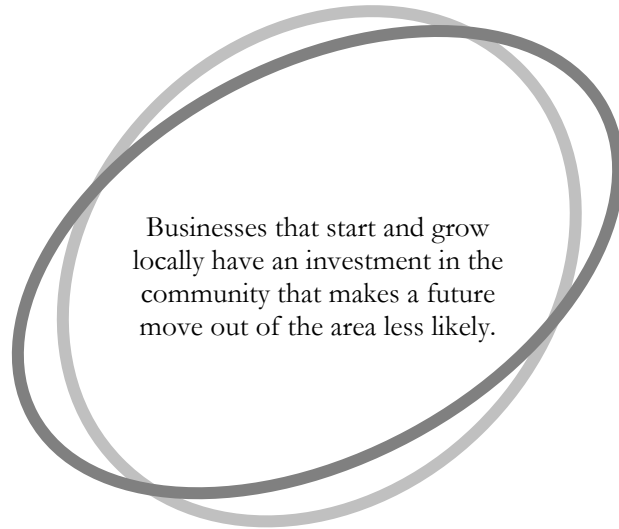 Businesses that start and grow
locally have an investment in the
community that makes a future
move out of the area less likely.